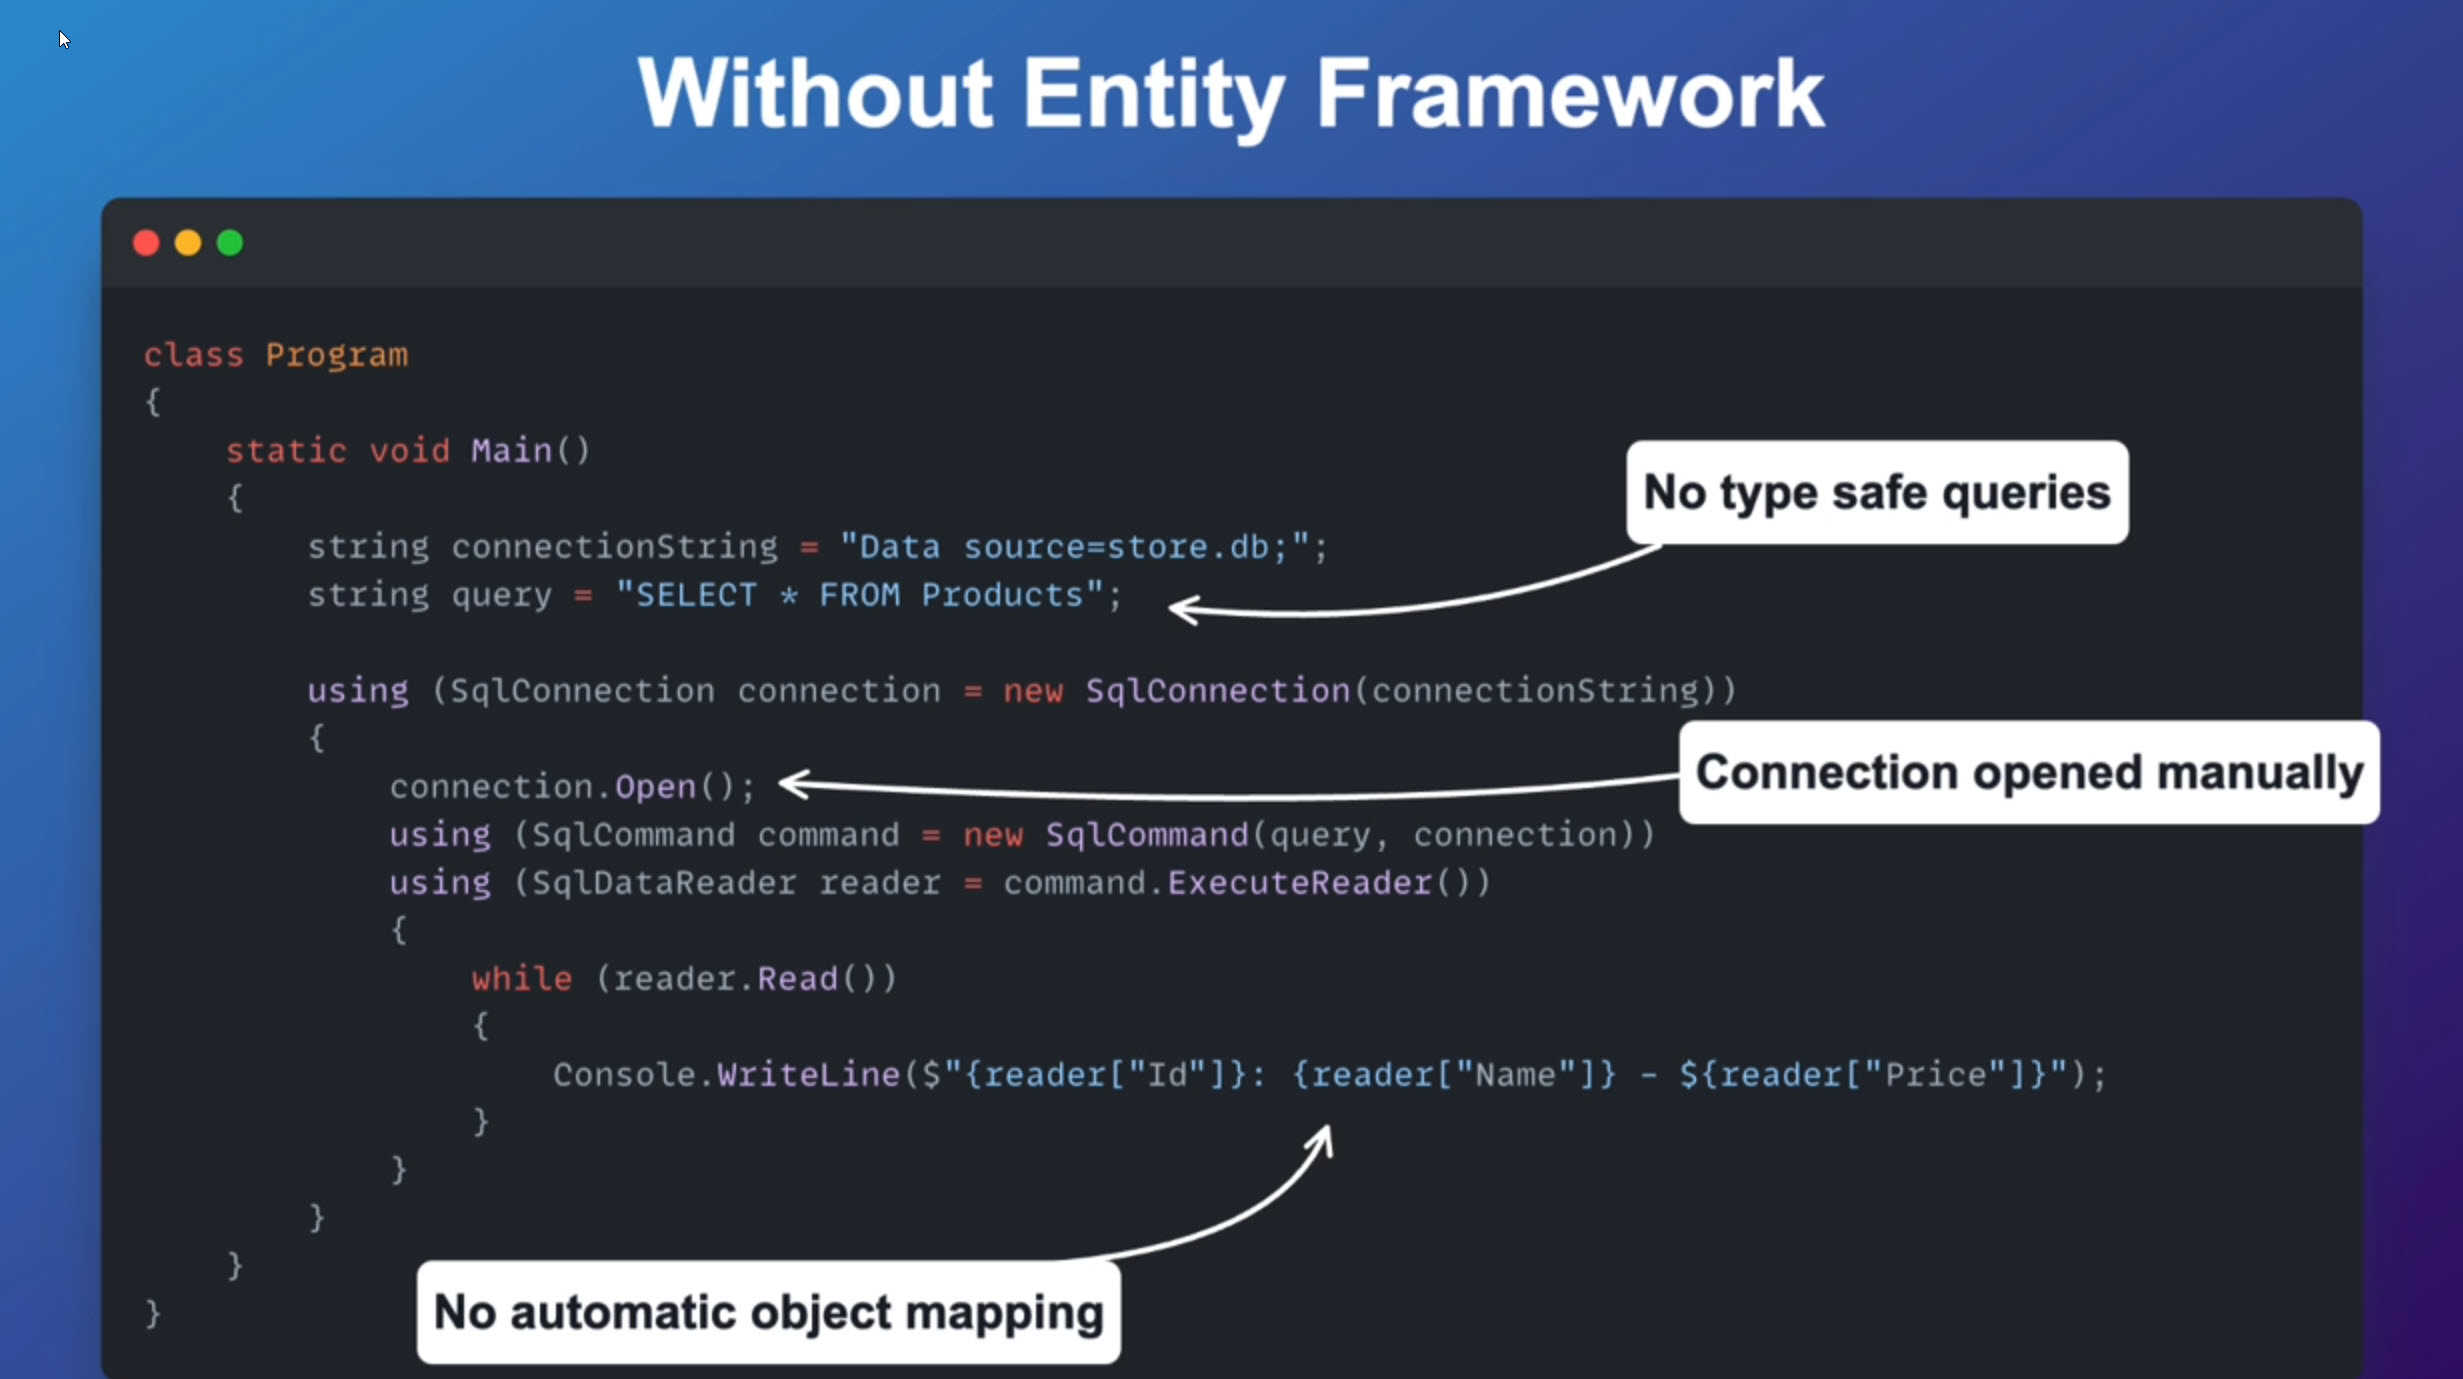 Without Entity Framework
class Program
{
    static void Main()
    {
        string connectionString = "Data source=store.db;";
        string query = "SELECT * FROM Products";
No type safe queries
        using (SqlConnection connection = new SqlConnection(connectionString))
        {
            connection.Open();
Connection opened manually
            using (SqlCommand command = new SqlCommand(query, connection))
            using (SqlDataReader reader = command.ExecuteReader())
            {
                while (reader.Read())
                {
                    Console.WriteLine($"{reader["Id"]}: {reader["Name"]} - ${reader["Price"]}");
                }
            }
        }
    }
}
No automatic object mapping